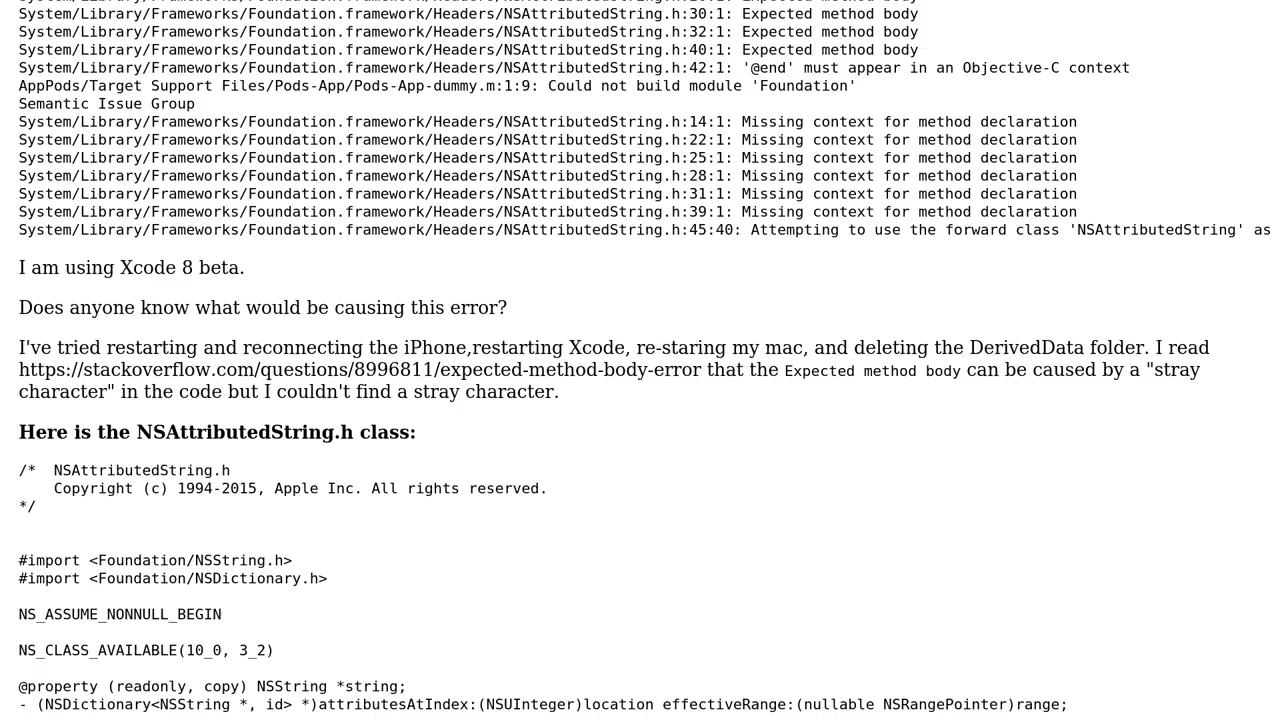 System/Library/Frameworks/Foundation.framework/Headers/NSAttributedString.h:30:1: Expected method body
System/Library/Frameworks/Foundation.framework/Headers/NSAttributedString.h:32:1: Expected method body
System/Library/Frameworks/Foundation.framework/Headers/NSAttributedString.h:40:1: Expected method body
System/Library/Frameworks/Foundation.framework/Headers/NSAttributedString.h:42:1: '@end' must appear in an Objective-C context
AppPods/Target Support Files/Pods-App/Pods-App-dummy.m:1:9: Could not build module 'Foundation'
Semantic Issue Group
System/Library/Frameworks/Foundation.framework/Headers/NSAttributedString.h:14:1: Missing context for method declaration
System/Library/Frameworks/Foundation.framework/Headers/NSAttributedString.h:22:1: Missing context for method declaration
System/Library/Frameworks/Foundation.framework/Headers/NSAttributedString.h:25:1: Missing context for method declaration
System/Library/Frameworks/Foundation.framework/Headers/NSAttributedString.h:28:1: Missing context for method declaration
System/Library/Frameworks/Foundation.framework/Headers/NSAttributedString.h:31:1: Missing context for method declaration
System/Library/Frameworks/Foundation.framework/Headers/NSAttributedString.h:39:1: Missing context for method declaration
System/Library/Frameworks/Foundation.framework/Headers/NSAttributedString.h:45:40: Attempting to use the forward class 'NSAttributedString' as
I am using Xcode 8 beta.
Does anyone know what would be causing this error?
I've tried restarting and reconnecting the iPhone,restarting Xcode, re-staring my mac, and deleting the DerivedData folder. I read
https://stackoverflow.com/questions/8996811/expected-method-body-error that the Expected method body can be caused by a "stray
character" in the code but I couldn't find a stray character.
Here is the NSAttributedString.h class:
/*  NSAttributedString.h
    Copyright (c) 1994-2015, Apple Inc. All rights reserved.
*/
#import <Foundation/NSString.h>
#import <Foundation/NSDictionary.h>
NS_ASSUME_NONNULL_BEGIN
NS_CLASS_AVAILABLE(10_0, 3_2)
@property (readonly, copy) NSString *string;
- (NSDictionary<NSString *, id> *)attributesAtIndex:(NSUInteger)location effectiveRange:(nullable NSRangePointer)range;